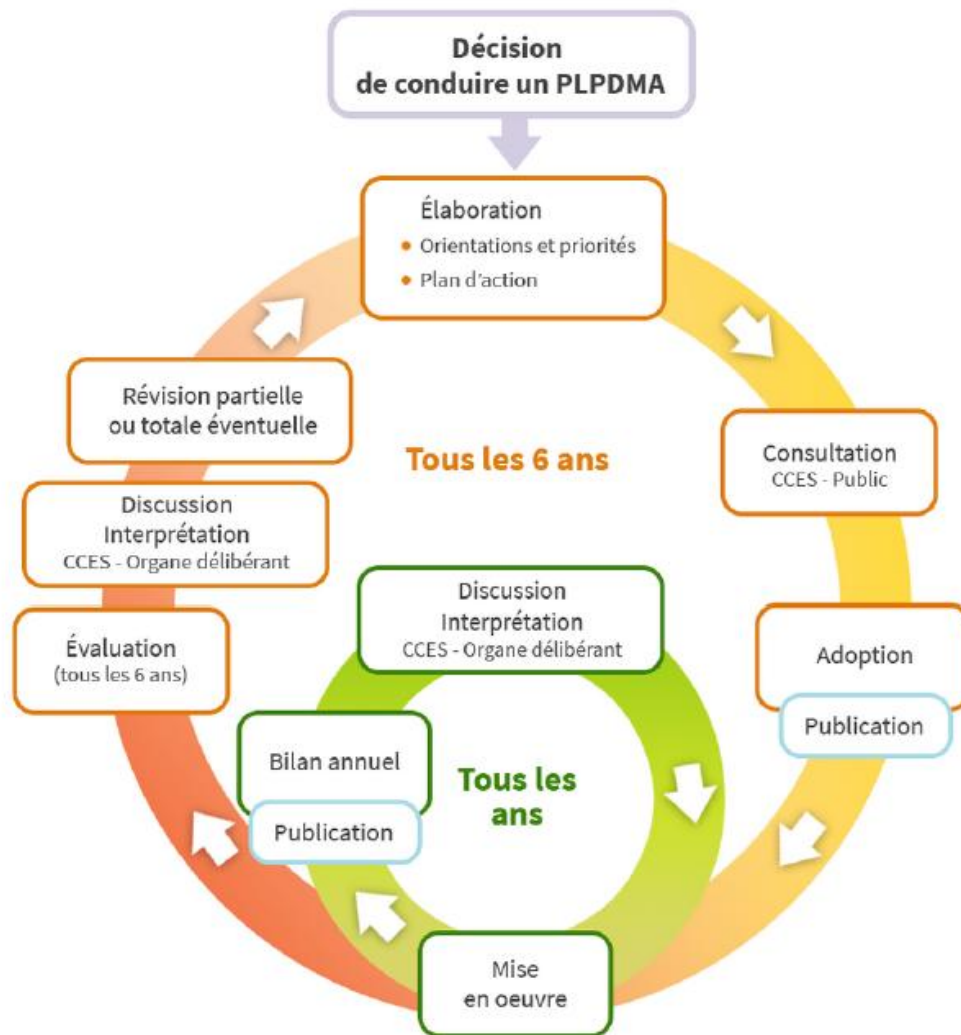 Décision
de conduire un PLPDMA
Élaboration
• Orientations et priorités
• Plan d'action
Consultation
CCES - Public
Adoption
Publication
Mise
en oeuvre
Évaluation
(tous les 6 ans)
Discussion
Interprétation
CCES - Organe délibérant
Révision partielle
ou totale éventuelle
Tous les 6 ans
Discussion
Interprétation
CCES - Organe délibérant
Bilan annuel
Publication
Tous les
ans